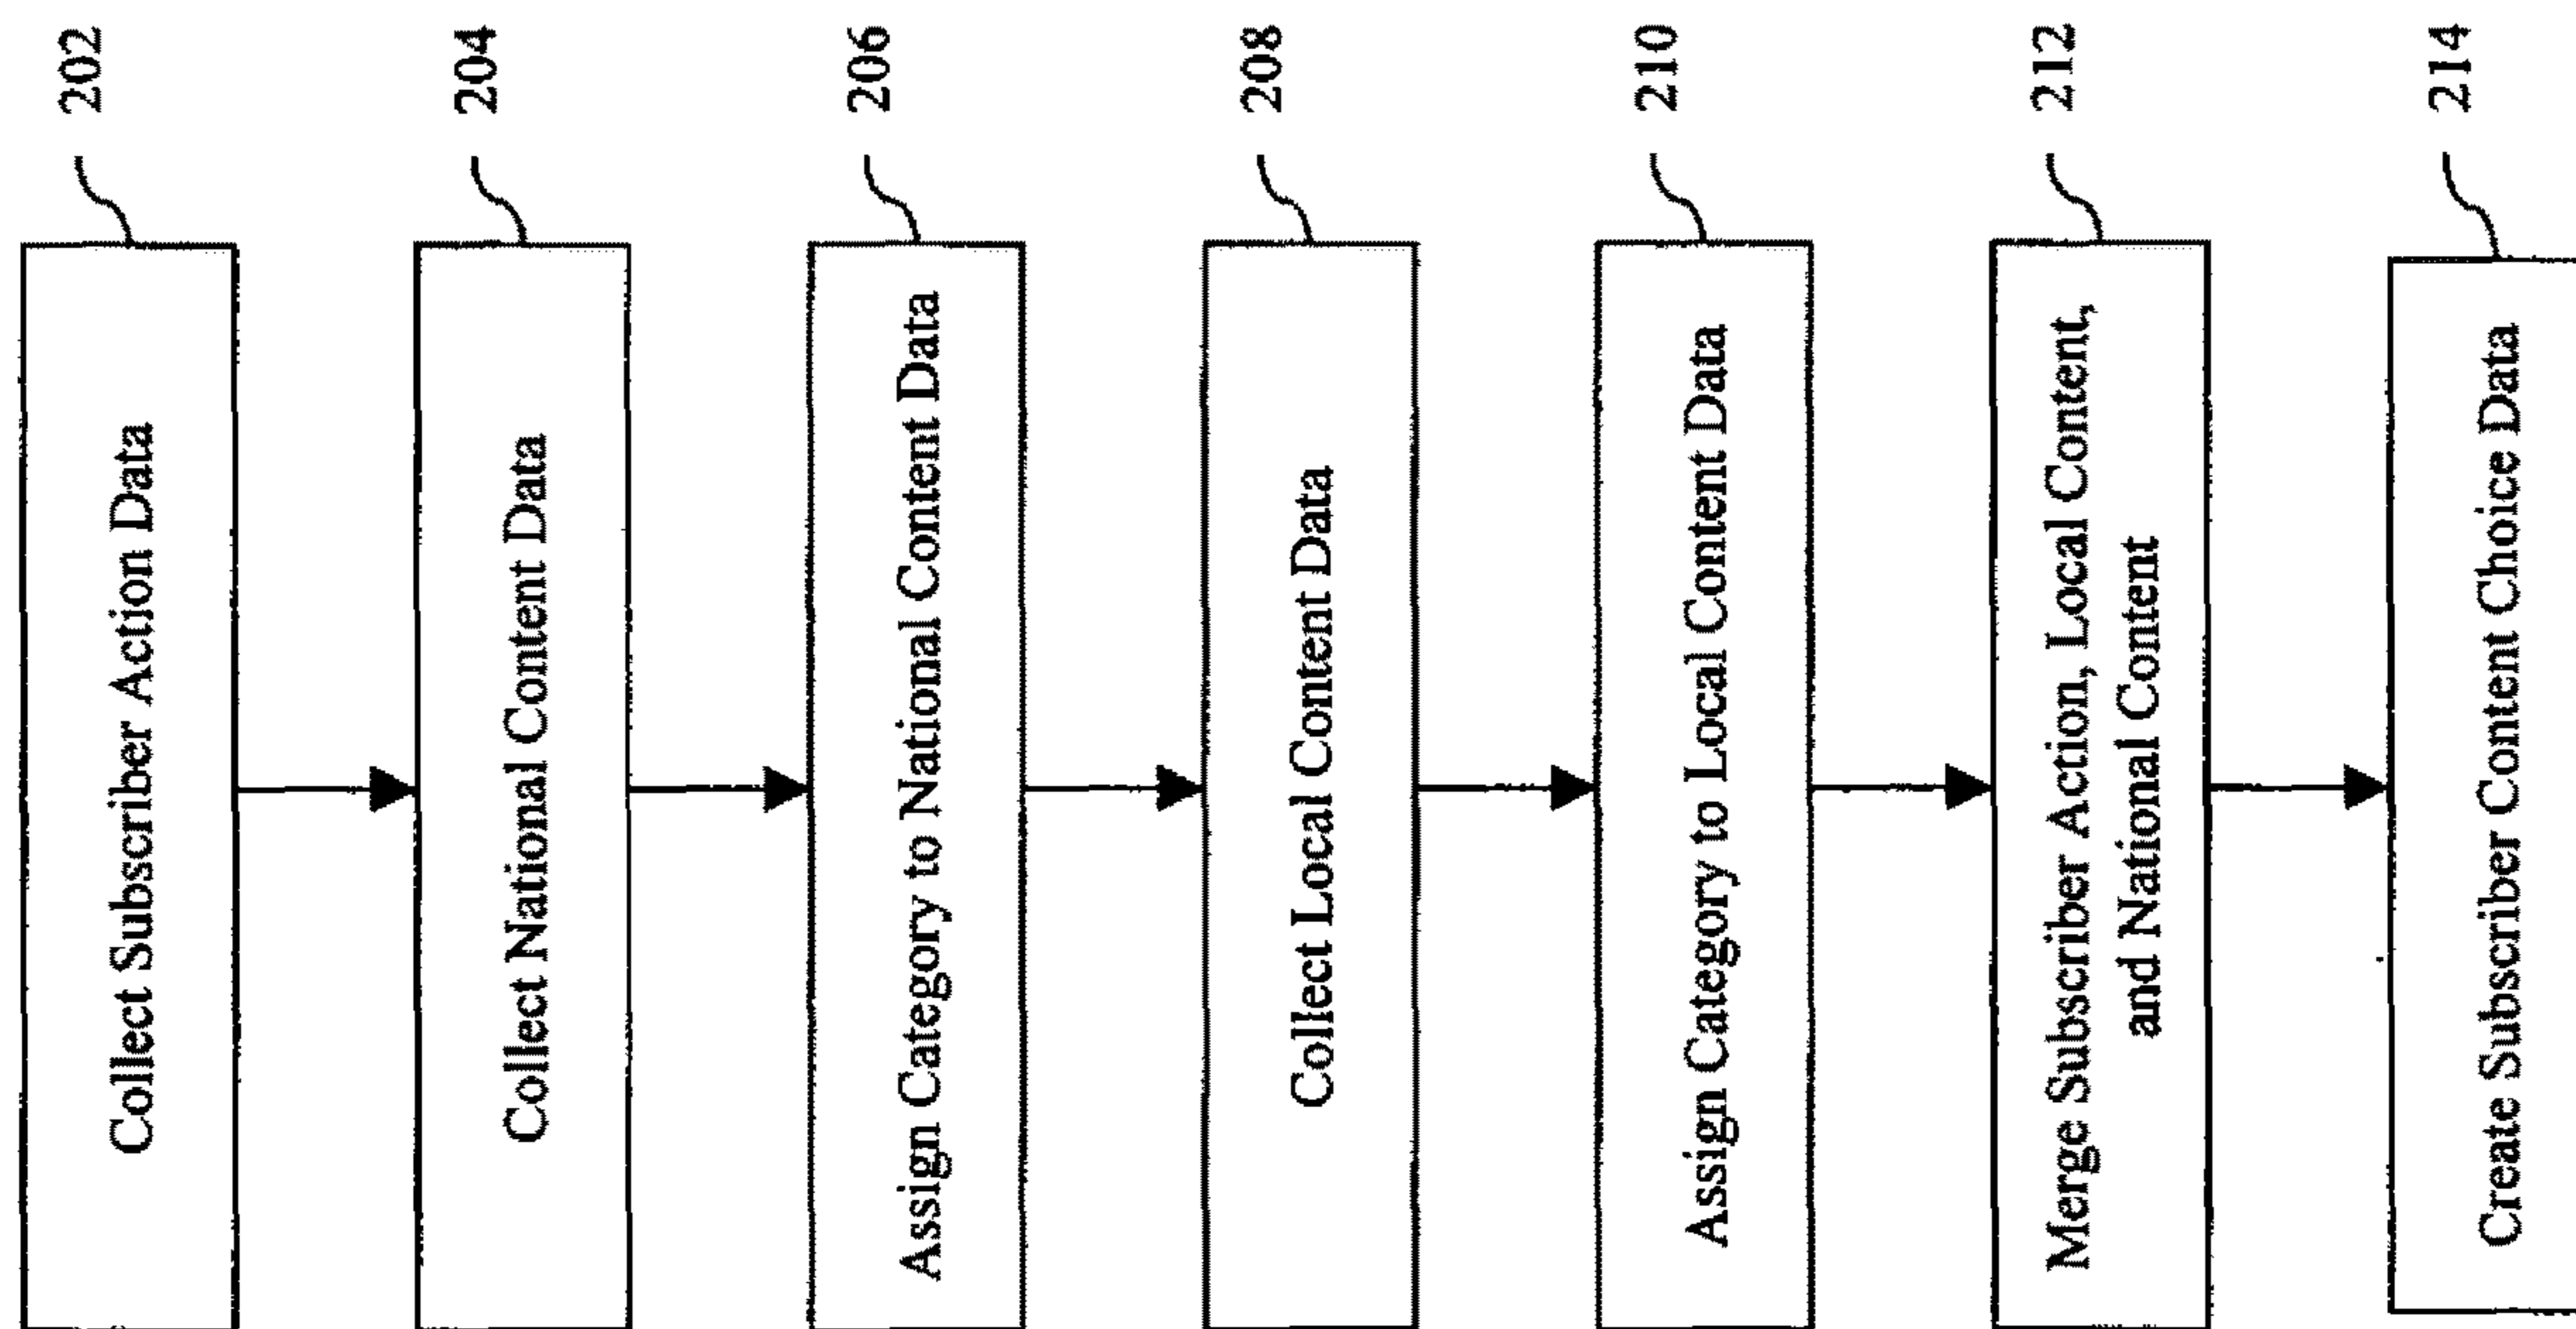 Collect Subscriber Action Data
202
Collect National Content Data
204
Assign Category to National Content Data
206
Collect Local Content Data
208
Assign Category to Local Content Data
210
Merge Subscriber Action, Local Content,
and National Content
212
Create Subscriber Content Choice Data
214